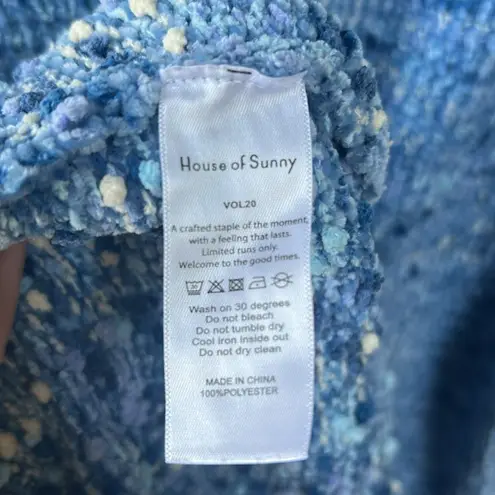 House of Sunny
VOL20
A crafted staple of the moment,
with a feeling that lasts.
Limited runs only.
Welcome to the good times.
30
Wash on 30 degrees
Do not bleach
Do not tumble dry
Cool iron inside out
Do not dry clean
MADE IN CHINA
100%POLYESTER